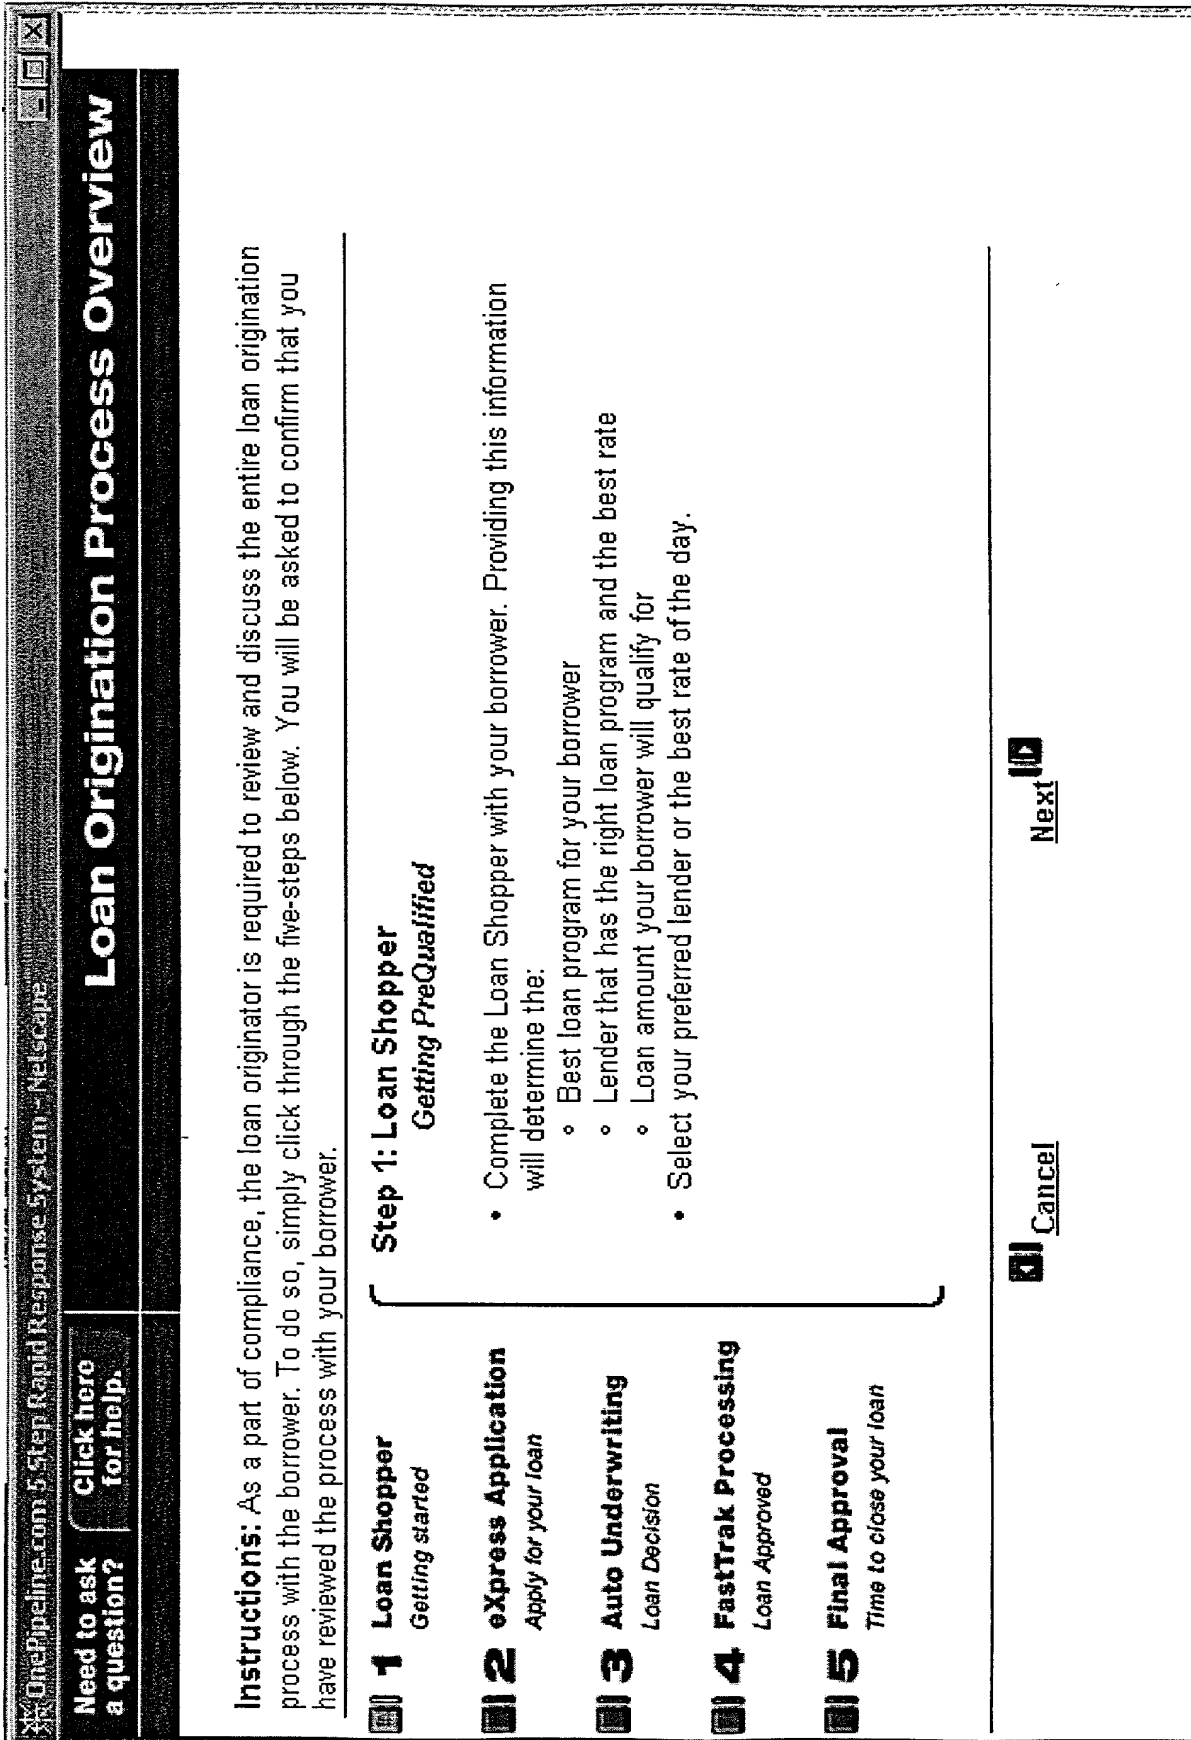 OnePipeline.com 5 Step Rapid Response System - Netscape
Need to ask
a question?
Click here
for help.
Loan Origination Process Overview
Instructions: As a part of compliance, the loan originator is required to review and discuss the entire loan origination
process with the borrower. To do so, simply click through the five-steps below. You will be asked to confirm that you
have reviewed the process with your borrower.
1 Loan Shopper
Getting started
2 eXpress Application
Apply for your loan
3 Auto Underwriting
Loan Decision
4 FastTrak Processing
Loan Approved
5 Final Approval
Time to close your loan
Step 1: Loan Shopper
Getting PreQualified
• Complete the Loan Shopper with your borrower. Providing this information
will determine the:
◦ Best loan program for your borrower
◦ Lender that has the right loan program and the best rate
◦ Loan amount your borrower will qualify for
• Select your preferred lender or the best rate of the day.
Cancel
Next